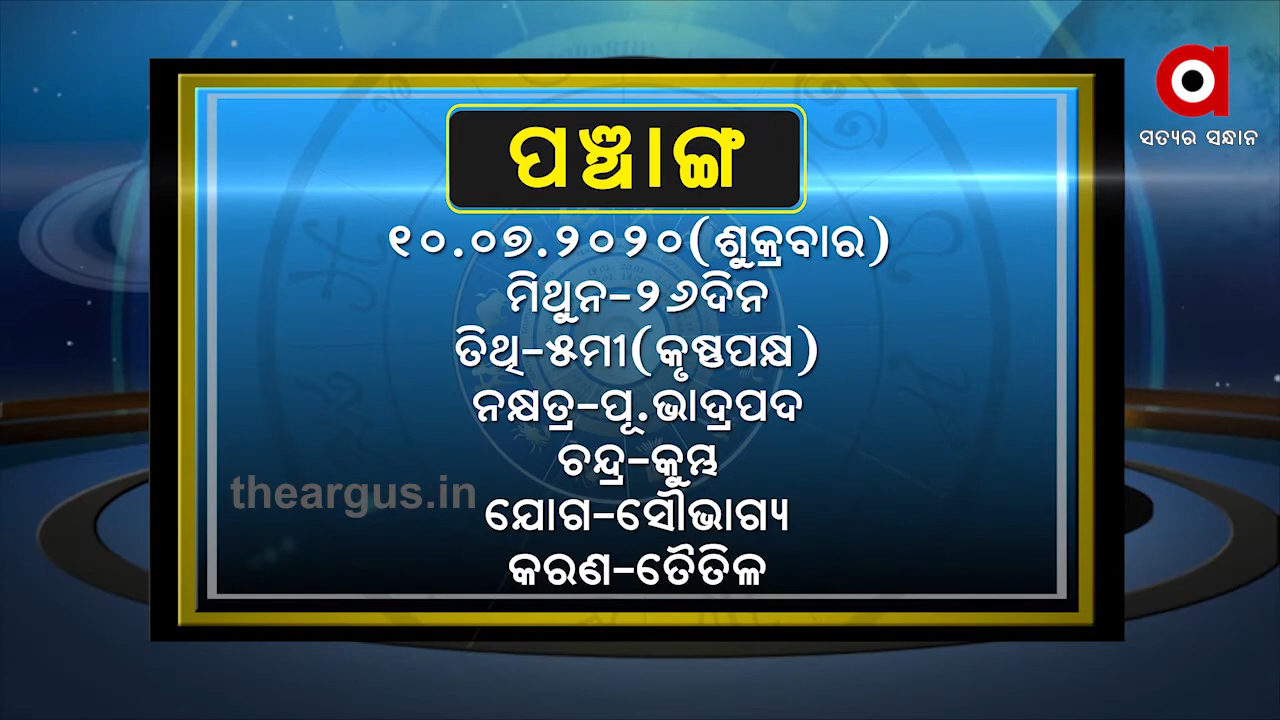 ପଞ୍ଚାଙ୍ଗ
ସତ୍ୟର ସନ୍ଧାନ
୧୦.୦୭.୨୦୨୦(ଶୁକ୍ରବାର)
ମିଥୁନ-୨୬ଦିନ
ତିଥି-୫ମୀ(କୃଷ୍ଣପକ୍ଷ)
ନକ୍ଷତ୍ର-ପୂ.ଭାଦ୍ରପଦ
ଚନ୍ଦ୍ର-କୁମ୍ଭ
theargus.in
ଯୋଗ-ସୌଭାଗ୍ୟ
କରଣ-ତୈତିଳ